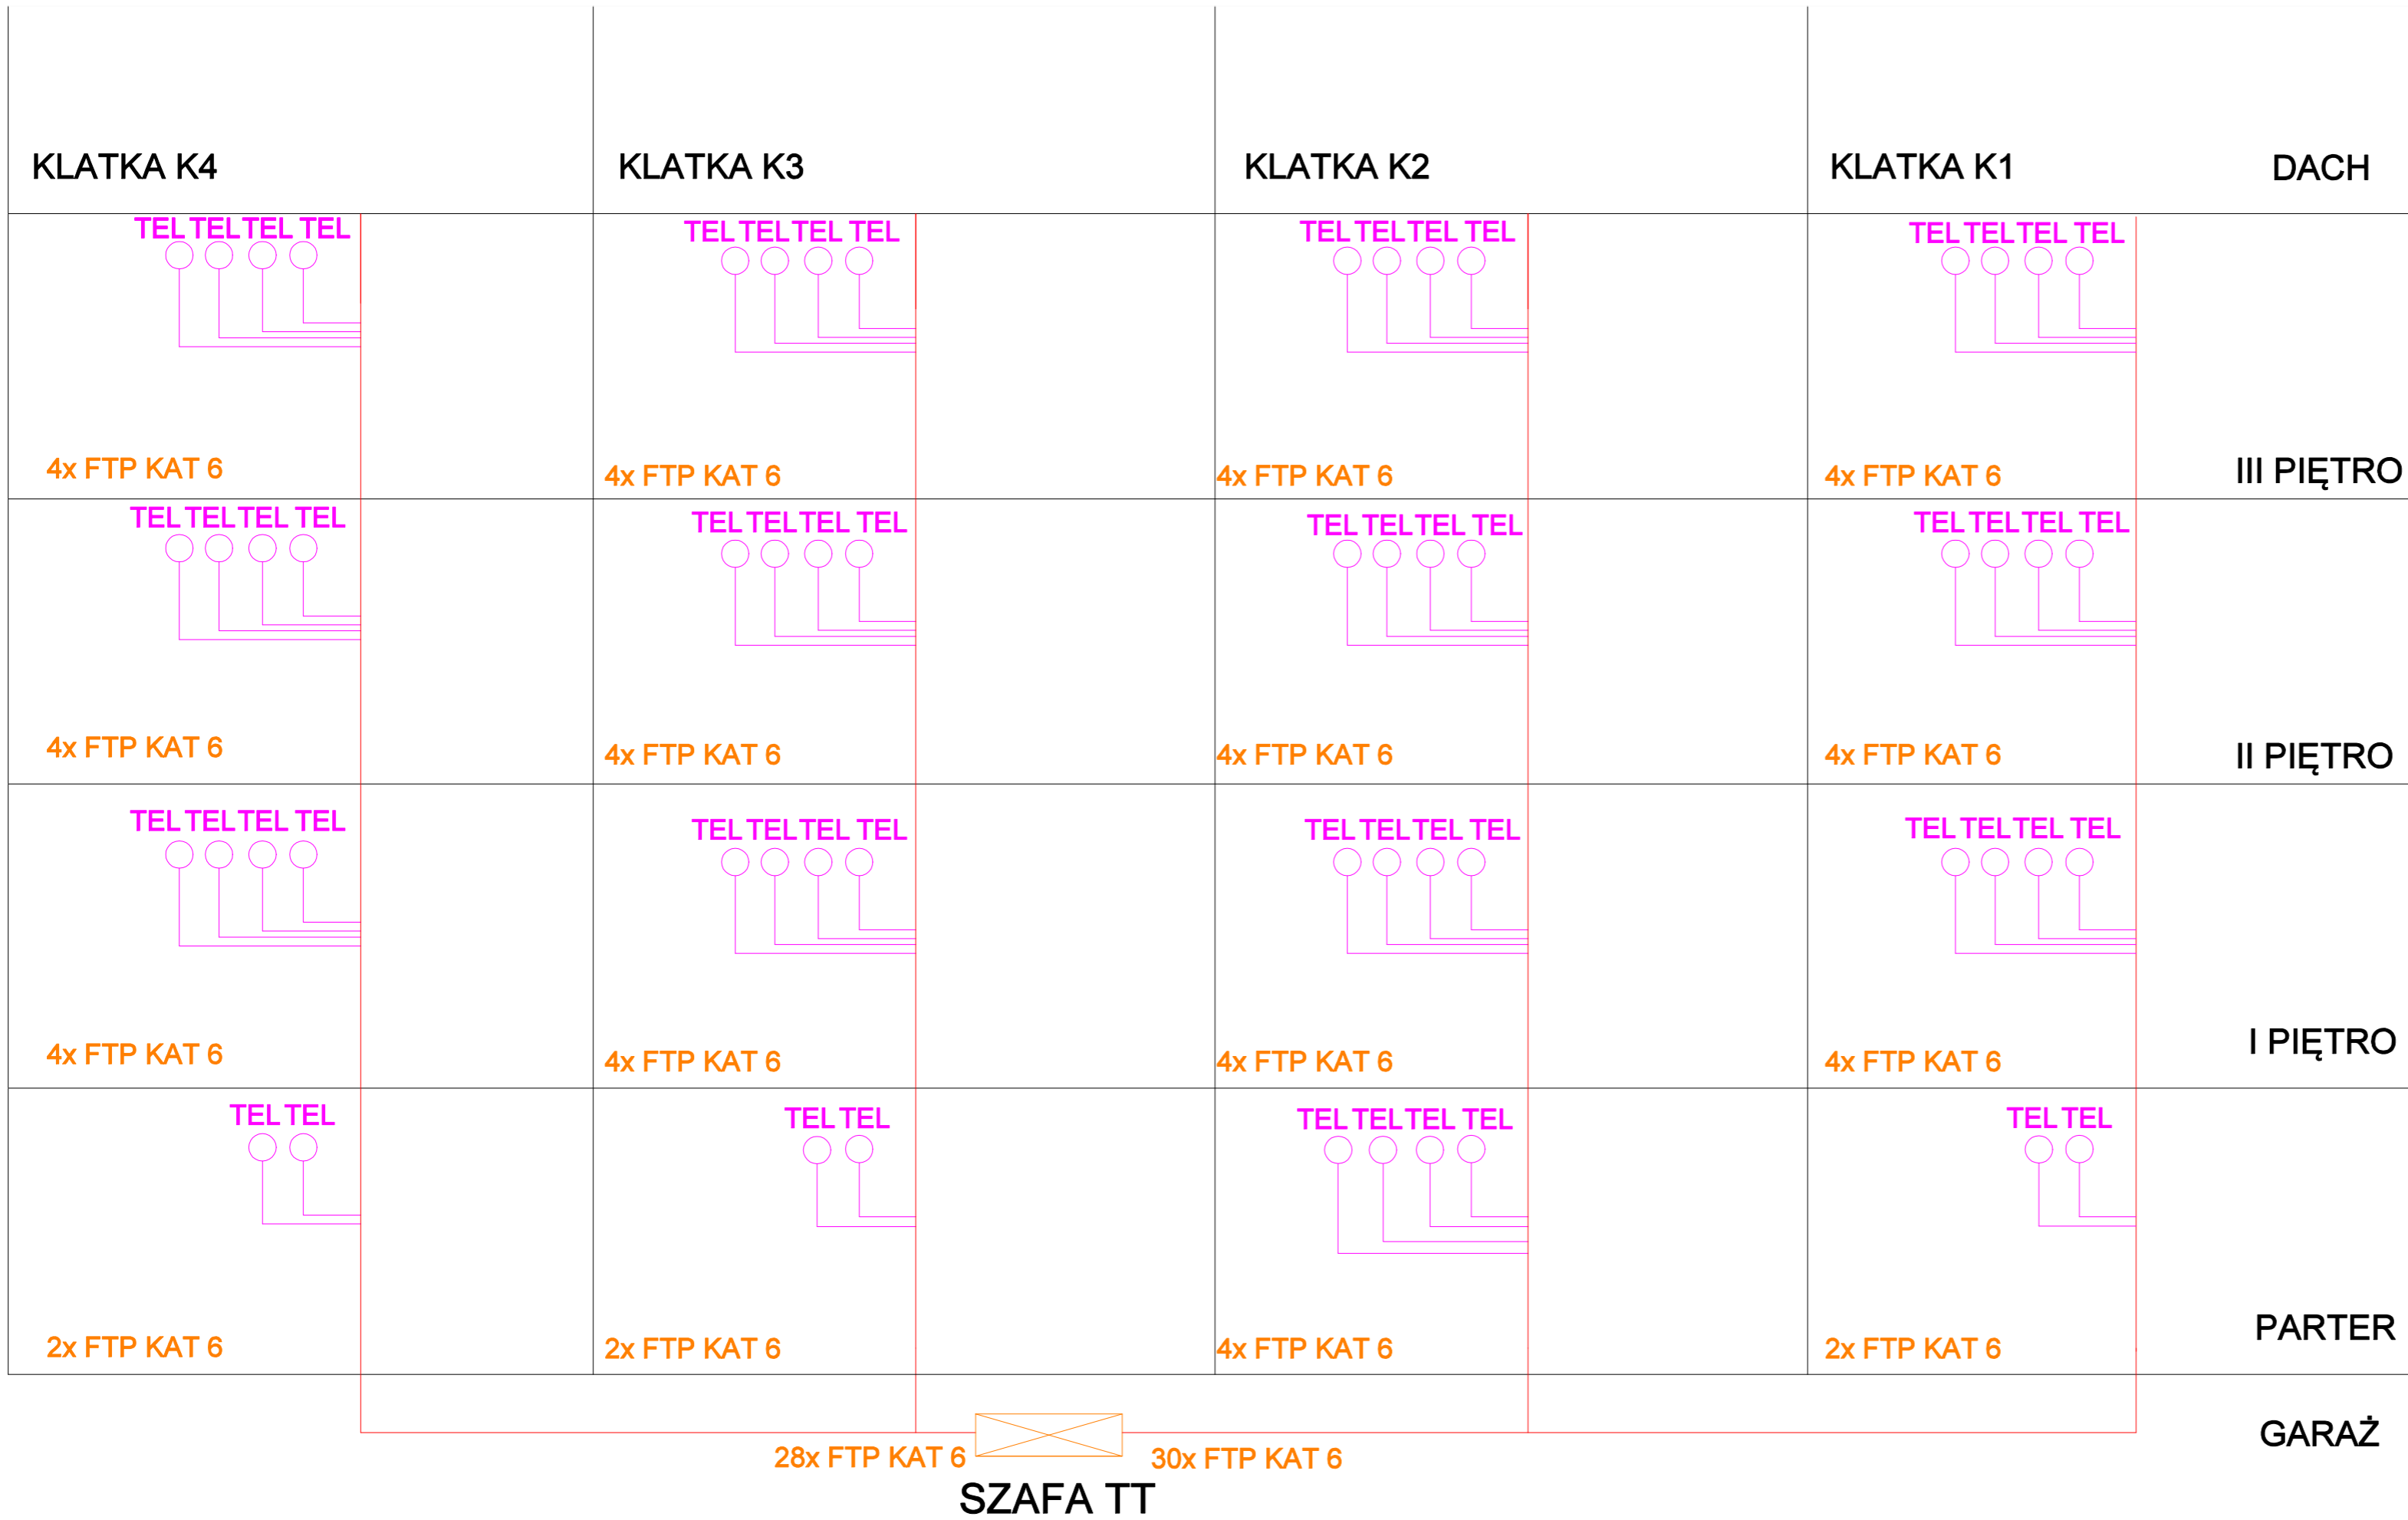 KLATKA K4 KLATKA K3 KLATKA K2 KLATKA K1 DACH
TEL TEL TEL TEL TEL TEL TEL TEL TEL TEL TEL TEL TEL TEL TEL TEL
4x FTP KAT 6 4x FTP KAT 6 4x FTP KAT 6 4x FTP KAT 6 III PIĘTRO
TEL TEL TEL TEL TEL TEL TEL TEL TEL TEL TEL TEL TEL TEL TEL TEL
4x FTP KAT 6 4x FTP KAT 6 4x FTP KAT 6 4x FTP KAT 6 II PIĘTRO
TEL TEL TEL TEL TEL TEL TEL TEL TEL TEL TEL TEL TEL TEL TEL TEL
4x FTP KAT 6 4x FTP KAT 6 4x FTP KAT 6 4x FTP KAT 6 I PIĘTRO
TEL TEL TEL TEL TEL TEL TEL TEL TEL TEL
2x FTP KAT 6 2x FTP KAT 6 4x FTP KAT 6 2x FTP KAT 6 PARTER
GARAŻ
28x FTP KAT 6 30x FTP KAT 6
SZAFA TT